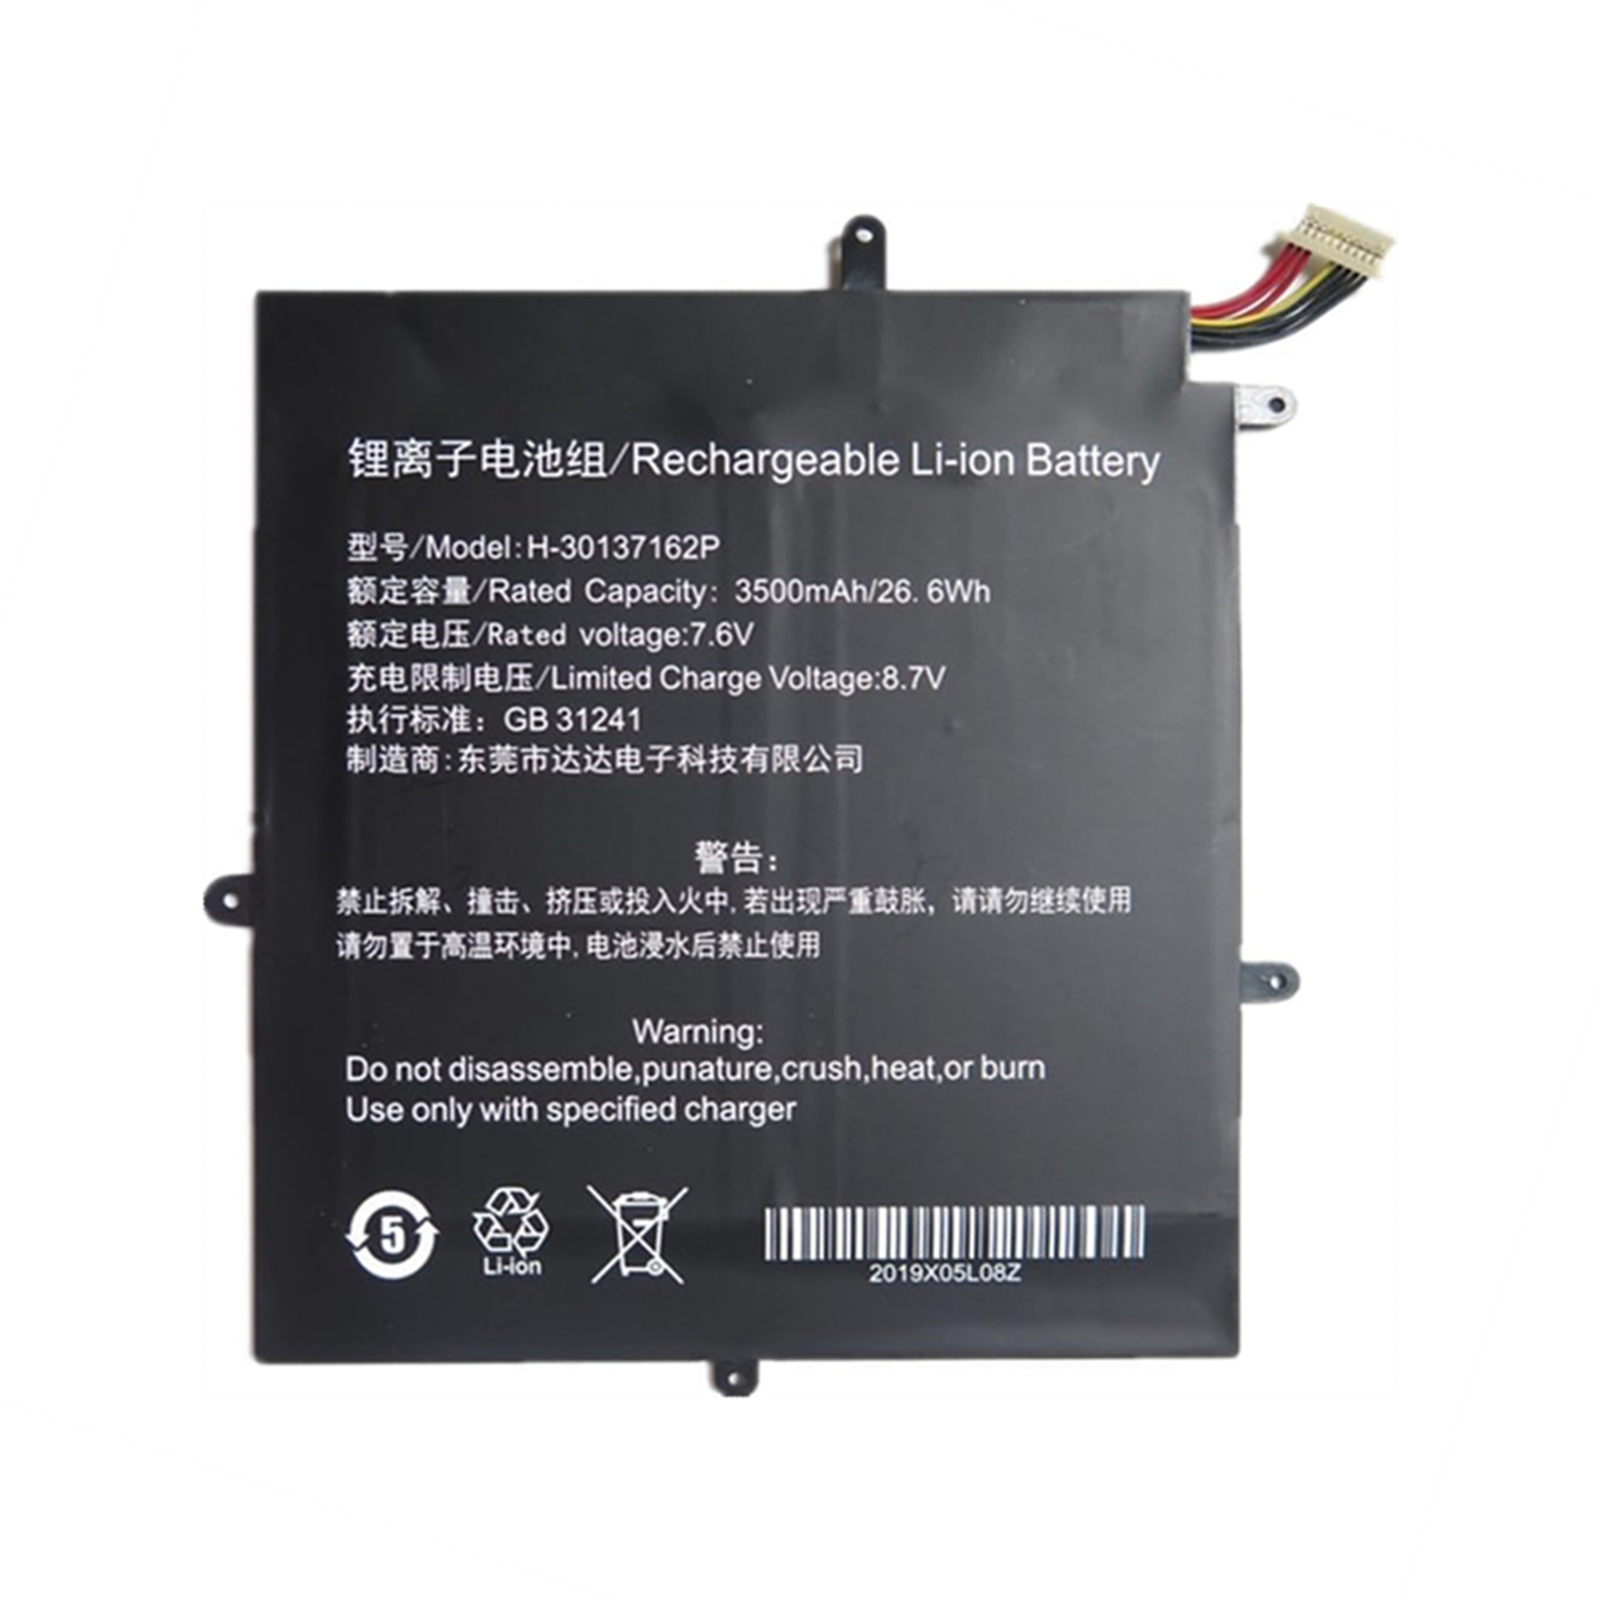 锂离子电池组/Rechargeable Li-ion Battery
型号/Model:H-30137162P
额定容量/Rated Capacity: 3500mAh/26.6Wh
额定电压/Rated voltage:7.6V
充电限制电压/Limited Charge Voltage:8.7V
执行标准：GB 31241
制造商:东莞市达达电子科技有限公司
警告：
禁止拆解、撞击、挤压或投入火中,若出现严重鼓胀，请请勿继续使用
请勿置于高温环境中,电池浸水后禁止使用
Warning:
Do not disassemble,punature,crush,heat,or burn
Use only with specified charger
5
Li-ion
2019X05L08Z